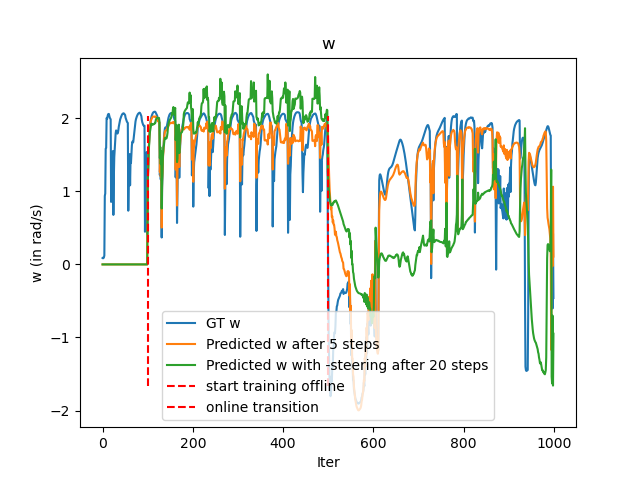 w
w (in rad/s)
2
1
0
−1
−2
GT w
Predicted w after 5 steps
Predicted w with -steering after 20 steps
start training offline
online transition
0
200
400
600
800
1000
Iter